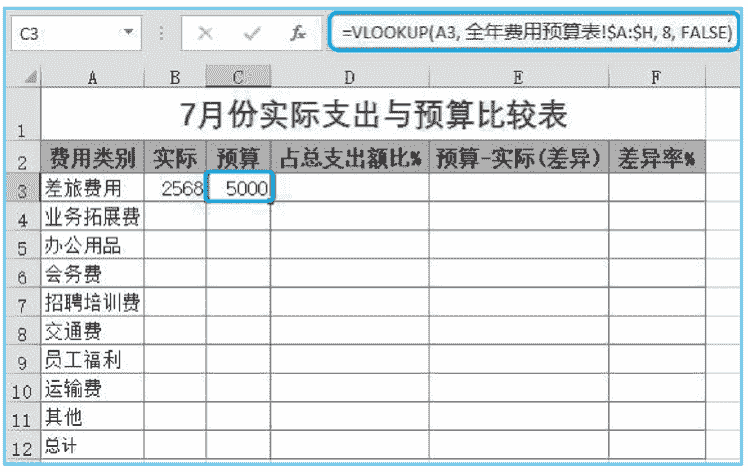 C3 fx =VLOOKUP(A3, 全年费用预算表!$A:$H, 8, FALSE)
A B C D E F
1 7月份实际支出与预算比较表
2 费用类别 实际 预算 占总支出额比% 预算-实际(差异) 差异率%
3 差旅费用 2568 5000
4 业务拓展费
5 办公用品
6 会务费
7 招聘培训费
8 交通费
9 员工福利
10 运输费
11 其他
12 总计